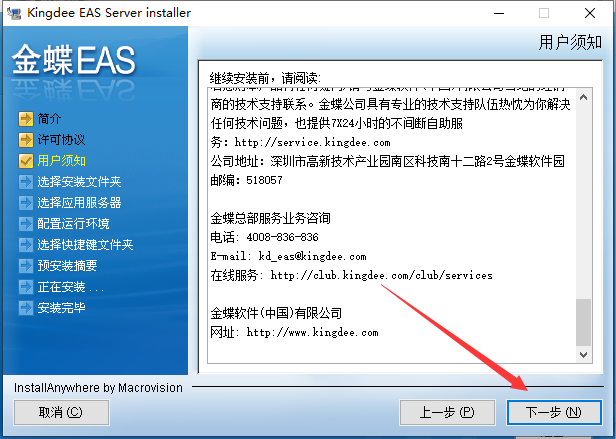 Kingdee EAS Server installer
金蝶EAS
用户须知
简介
许可协议
用户须知
选择安装文件夹
选择应用服务器
配置运行环境
选择快捷键文件夹
预安装摘要
正在安装 ...
安装完毕
继续安装前，请阅读:
商的技术支持联系。金蝶公司具有专业的技术支持队伍热忱为你解决
任何技术问题，也提供7X24小时的不间断自助服
务: http://service.kingdee.com
公司地址: 深圳市高新技术产业园南区科技南十二路2号金蝶软件园
邮编: 518057
金蝶总部服务业务咨询
电话: 4008-836-836
E-mail: kd_eas@kingdee.com
在线服务: http://club.kingdee.com/club/services
金蝶软件(中国)有限公司
网址: http://www.kingdee.com
InstallAnywhere by Macrovision
取消 (C)
上一步 (P)
下一步 (N)